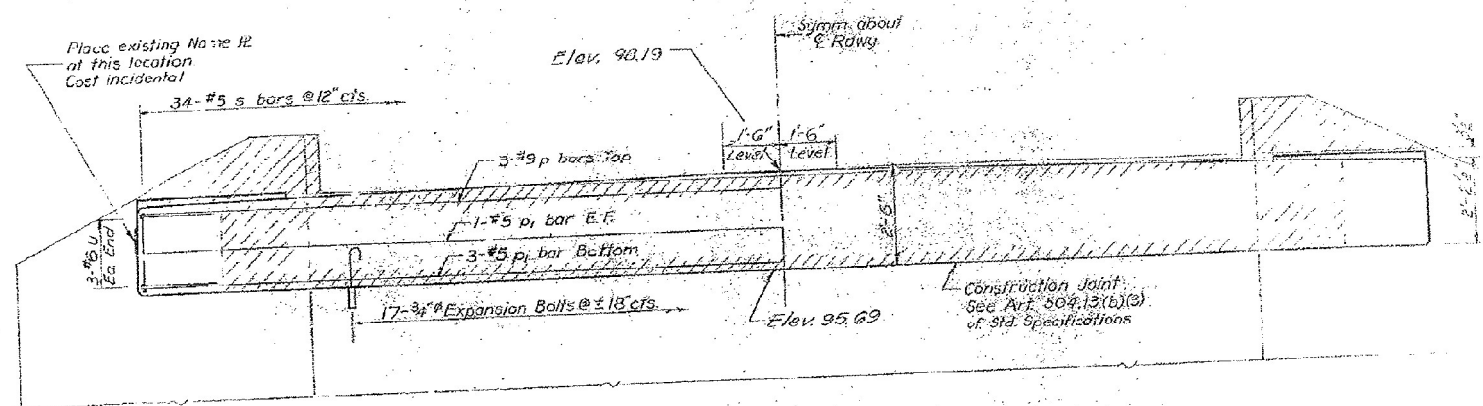 Place existing Name PL
at this location
Cost incidental
34-#5 s bars @12" cts.
Elev. 98.19
Symm. about
℄ Rdwy
1'-6" 1'-6"
Level Level
3-#9 p bars Top
1-#5 p₁ bar E.F.
3-#5 p₁ bar Bottom
3-#6 u
Ea End
17-¾"ø Expansion Bolts @ ± 18" cts.
Elev. 95.69
2'-6"
Construction Joint
See Art. 504.13(b)(3)
of Std. Specifications